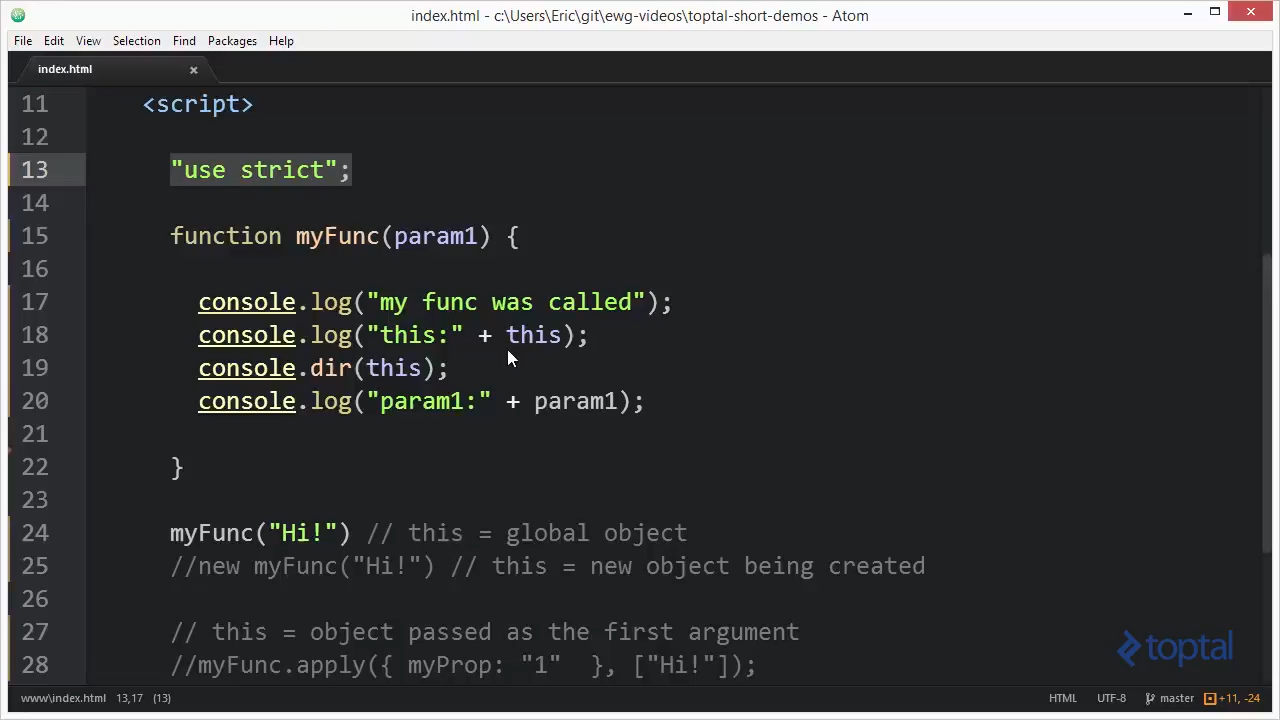 index.html - c:\Users\Eric\git\ewg-videos\toptal-short-demos - Atom
File Edit View Selection Find Packages Help
index.html
11 <script>
12
13 "use strict";
14
15 function myFunc(param1) {
16
17 console.log("my func was called");
18 console.log("this:" + this);
19 console.dir(this);
20 console.log("param1:" + param1);
21
22 }
23
24 myFunc("Hi!") // this = global object
25 //new myFunc("Hi!") // this = new object being created
26
27 // this = object passed as the first argument
28 //myFunc.apply({ myProp: "1"  }, ["Hi!"]);
toptal
www\index.html 13,17 (13) HTML UTF-8 master +11, -24